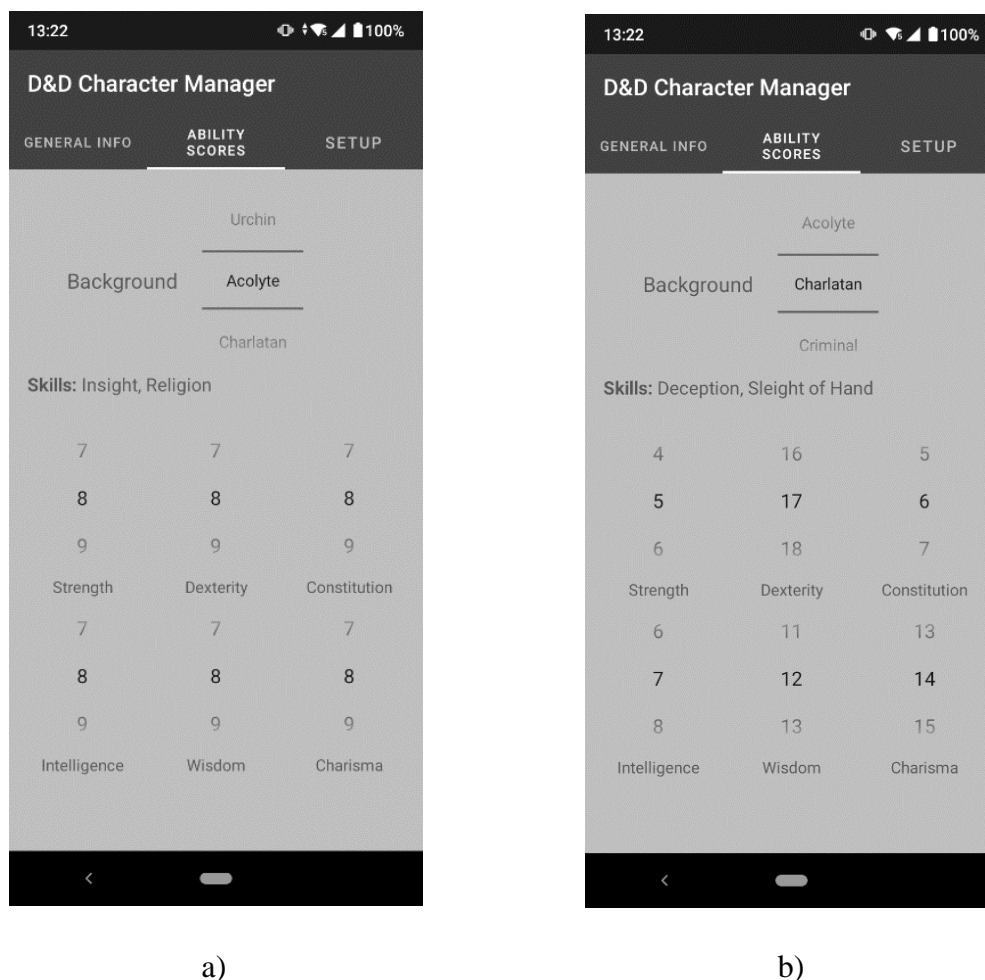 13:22
100%
D&D Character Manager
GENERAL INFO
ABILITY
SCORES
SETUP
Urchin
Background
Acolyte
Charlatan
Skills: Insight, Religion
7 7 7
8 8 8
9 9 9
Strength Dexterity Constitution
7 7 7
8 8 8
9 9 9
Intelligence Wisdom Charisma
a)
13:22
100%
D&D Character Manager
GENERAL INFO
ABILITY
SCORES
SETUP
Acolyte
Background
Charlatan
Criminal
Skills: Deception, Sleight of Hand
4 16 5
5 17 6
6 18 7
Strength Dexterity Constitution
6 11 13
7 12 14
8 13 15
Intelligence Wisdom Charisma
b)